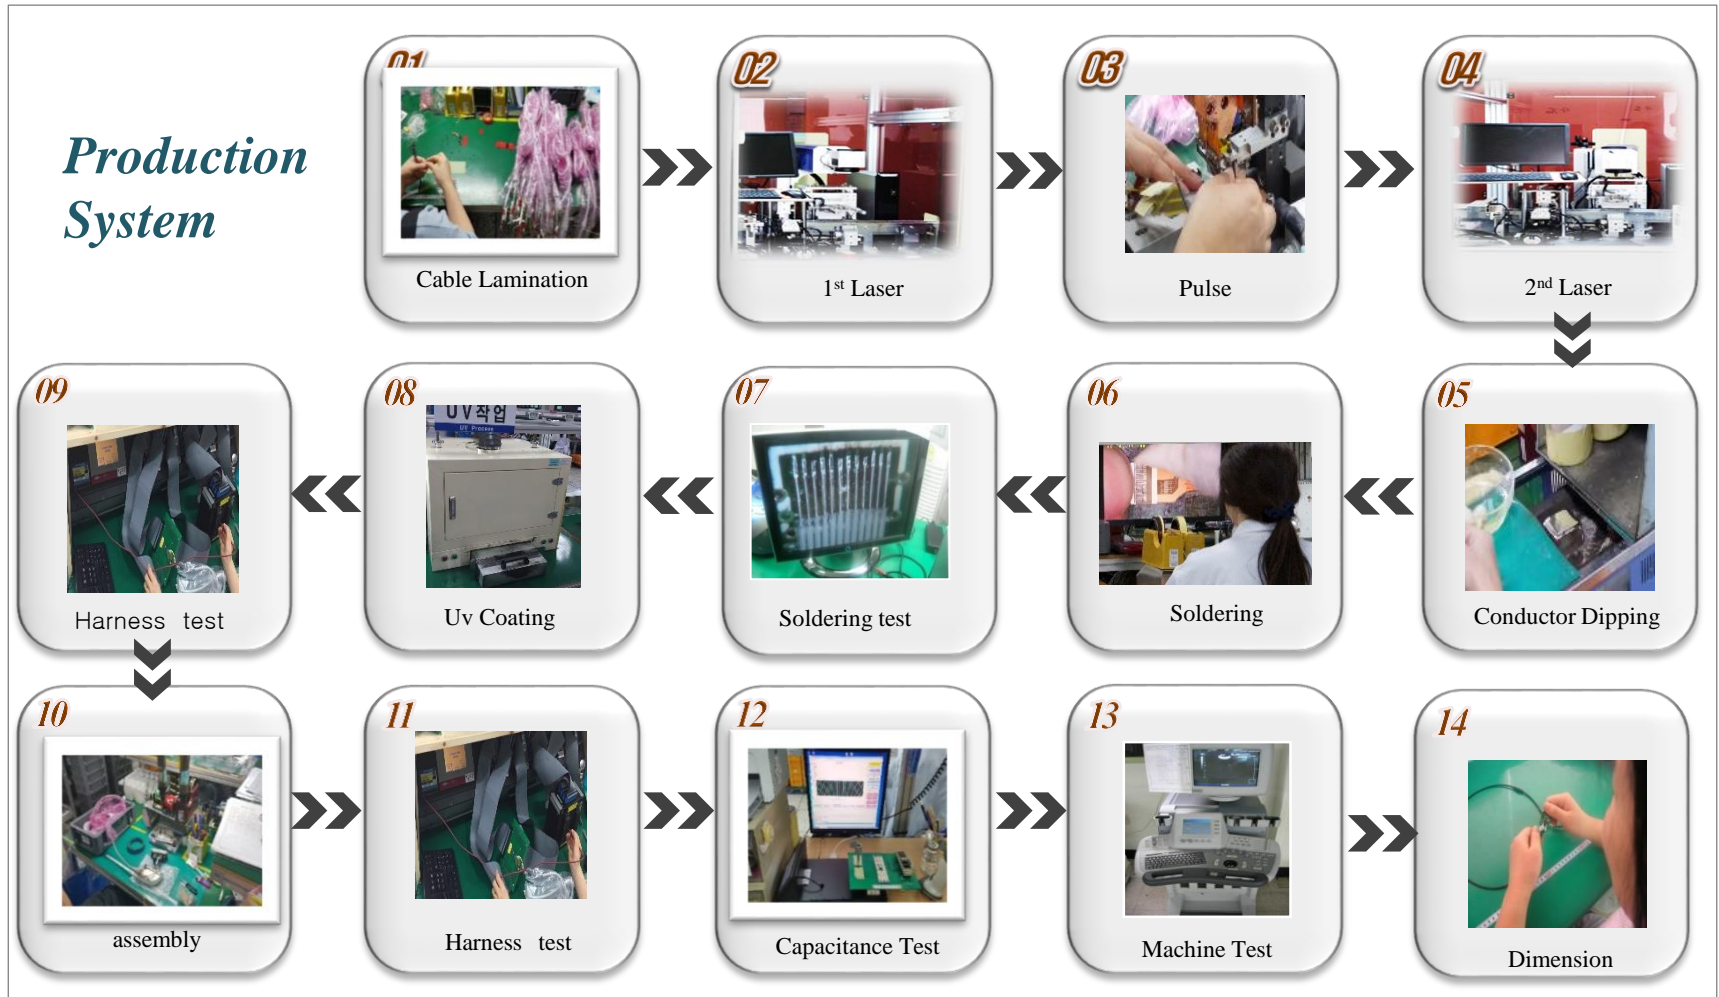 Production
System
01
Cable Lamination
02
1st Laser
03
Pulse
04
2nd Laser
05
Conductor Dipping
06
Soldering
07
Soldering test
08
UV작업
UV Process
Uv Coating
09
Harness test
10
assembly
11
Harness test
12
Capacitance Test
13
Machine Test
14
Dimension